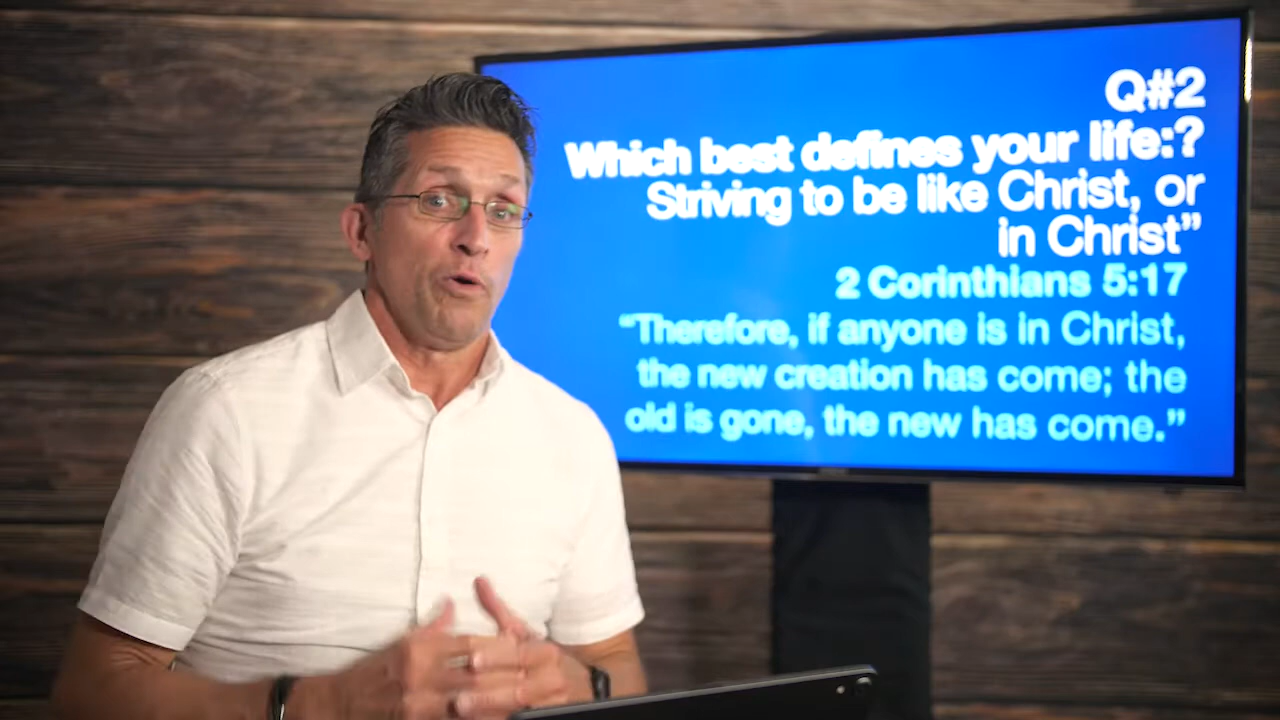 Q#2
Which best defines your life:?
Striving to be like Christ, or
in Christ”
2 Corinthians 5:17
“Therefore, if anyone is in Christ,
the new creation has come; the
old is gone, the new has come.”